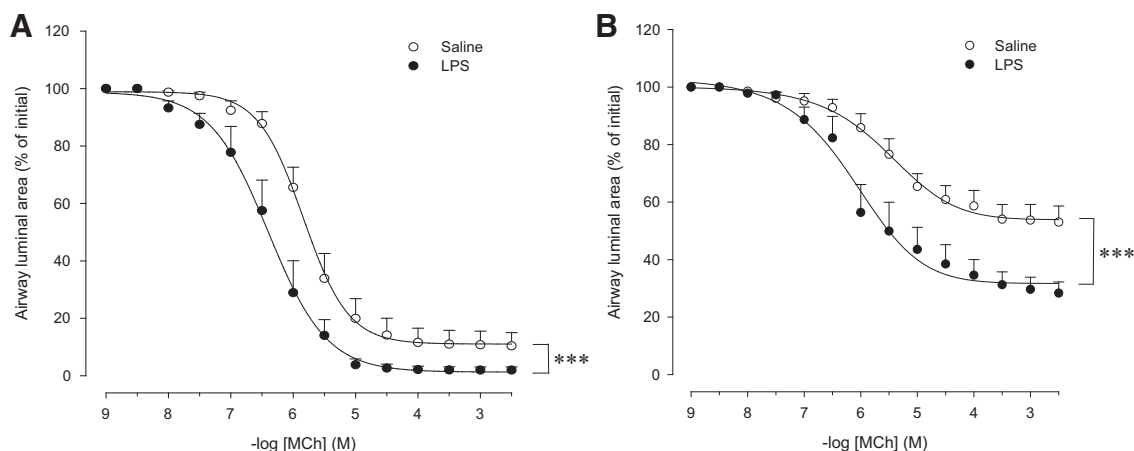 A
120
100
80
60
40
20
0
Airway luminal area (% of initial)
Saline
LPS
***
9 8 7 6 5 4 3
-log [MCh] (M)
B
120
100
80
60
40
20
0
Airway luminal area (% of initial)
Saline
LPS
***
9 8 7 6 5 4 3
-log [MCh] (M)